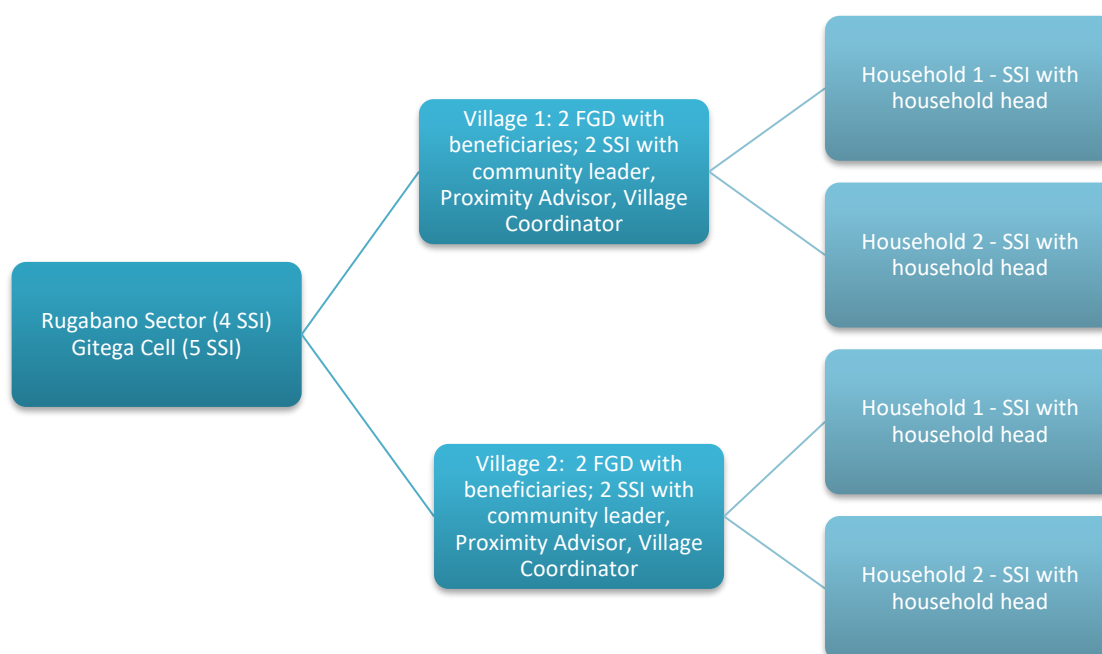 Rugabano Sector (4 SSI)
Gitega Cell (5 SSI)
Village 1: 2 FGD with
beneficiaries; 2 SSI with
community leader,
Proximity Advisor, Village
Coordinator
Household 1 - SSI with
household head
Household 2 - SSI with
household head
Village 2:  2 FGD with
beneficiaries; 2 SSI with
community leader,
Proximity Advisor, Village
Coordinator
Household 1 - SSI with
household head
Household 2 - SSI with
household head